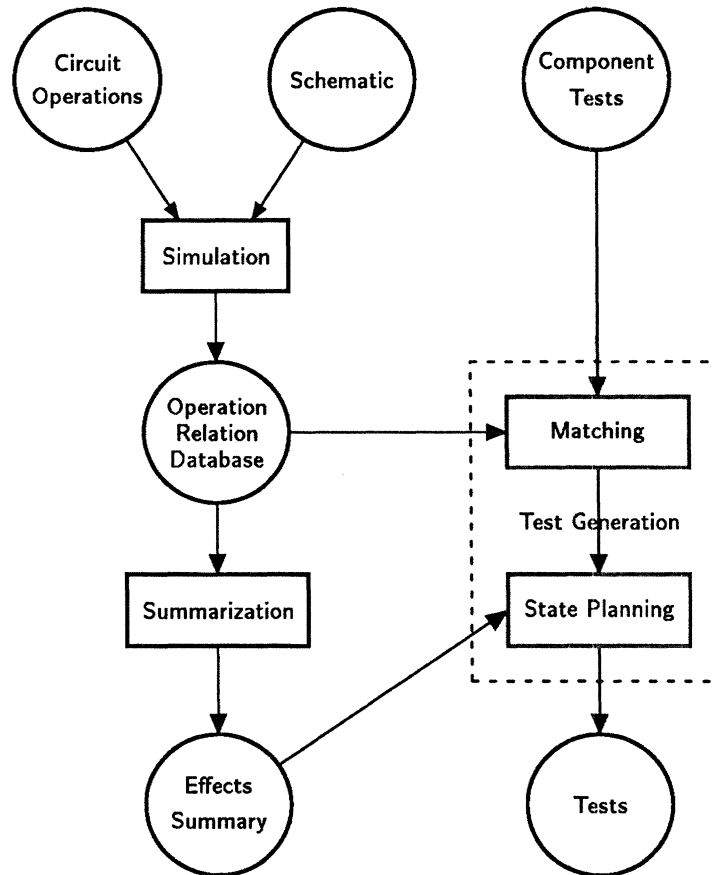 Circuit
Operations
Schematic
Component
Tests
Simulation
Operation
Relation
Database
Matching
Test Generation
Summarization
State Planning
Effects
Summary
Tests